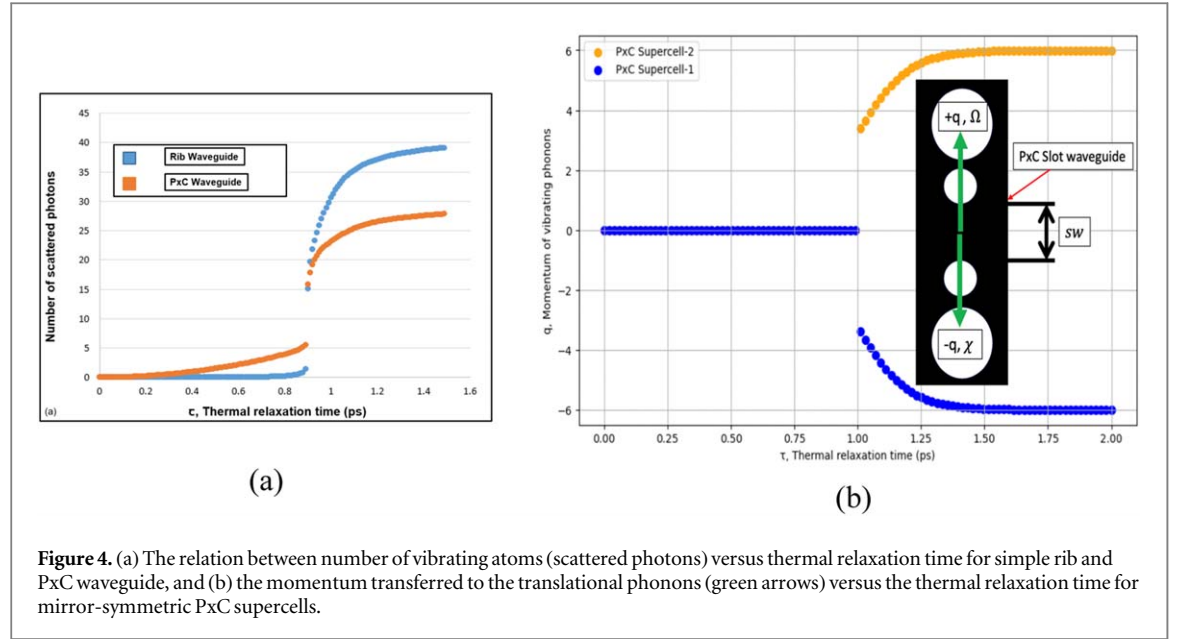 45
40
35
30
25
20
15
10
5
0
Number of scattered photons
Rib Waveguide
PxC Waveguide
0 0.2 0.4 0.6 0.8 1 1.2 1.4 1.6
(a) τ, Thermal relaxation time (ps)
(a)
6
4
2
0
−2
−4
−6
q, Momentum of vibrating phonons
PxC Supercell-2
PxC Supercell-1
+q, Ω
PxC Slot waveguide
sw
-q, χ
0.00 0.25 0.50 0.75 1.00 1.25 1.50 1.75 2.00
τ, Thermal relaxation time (ps)
(b)
Figure 4. (a) The relation between number of vibrating atoms (scattered photons) versus thermal relaxation time for simple rib and
PxC waveguide, and (b) the momentum transferred to the translational phonons (green arrows) versus the thermal relaxation time for
mirror-symmetric PxC supercells.